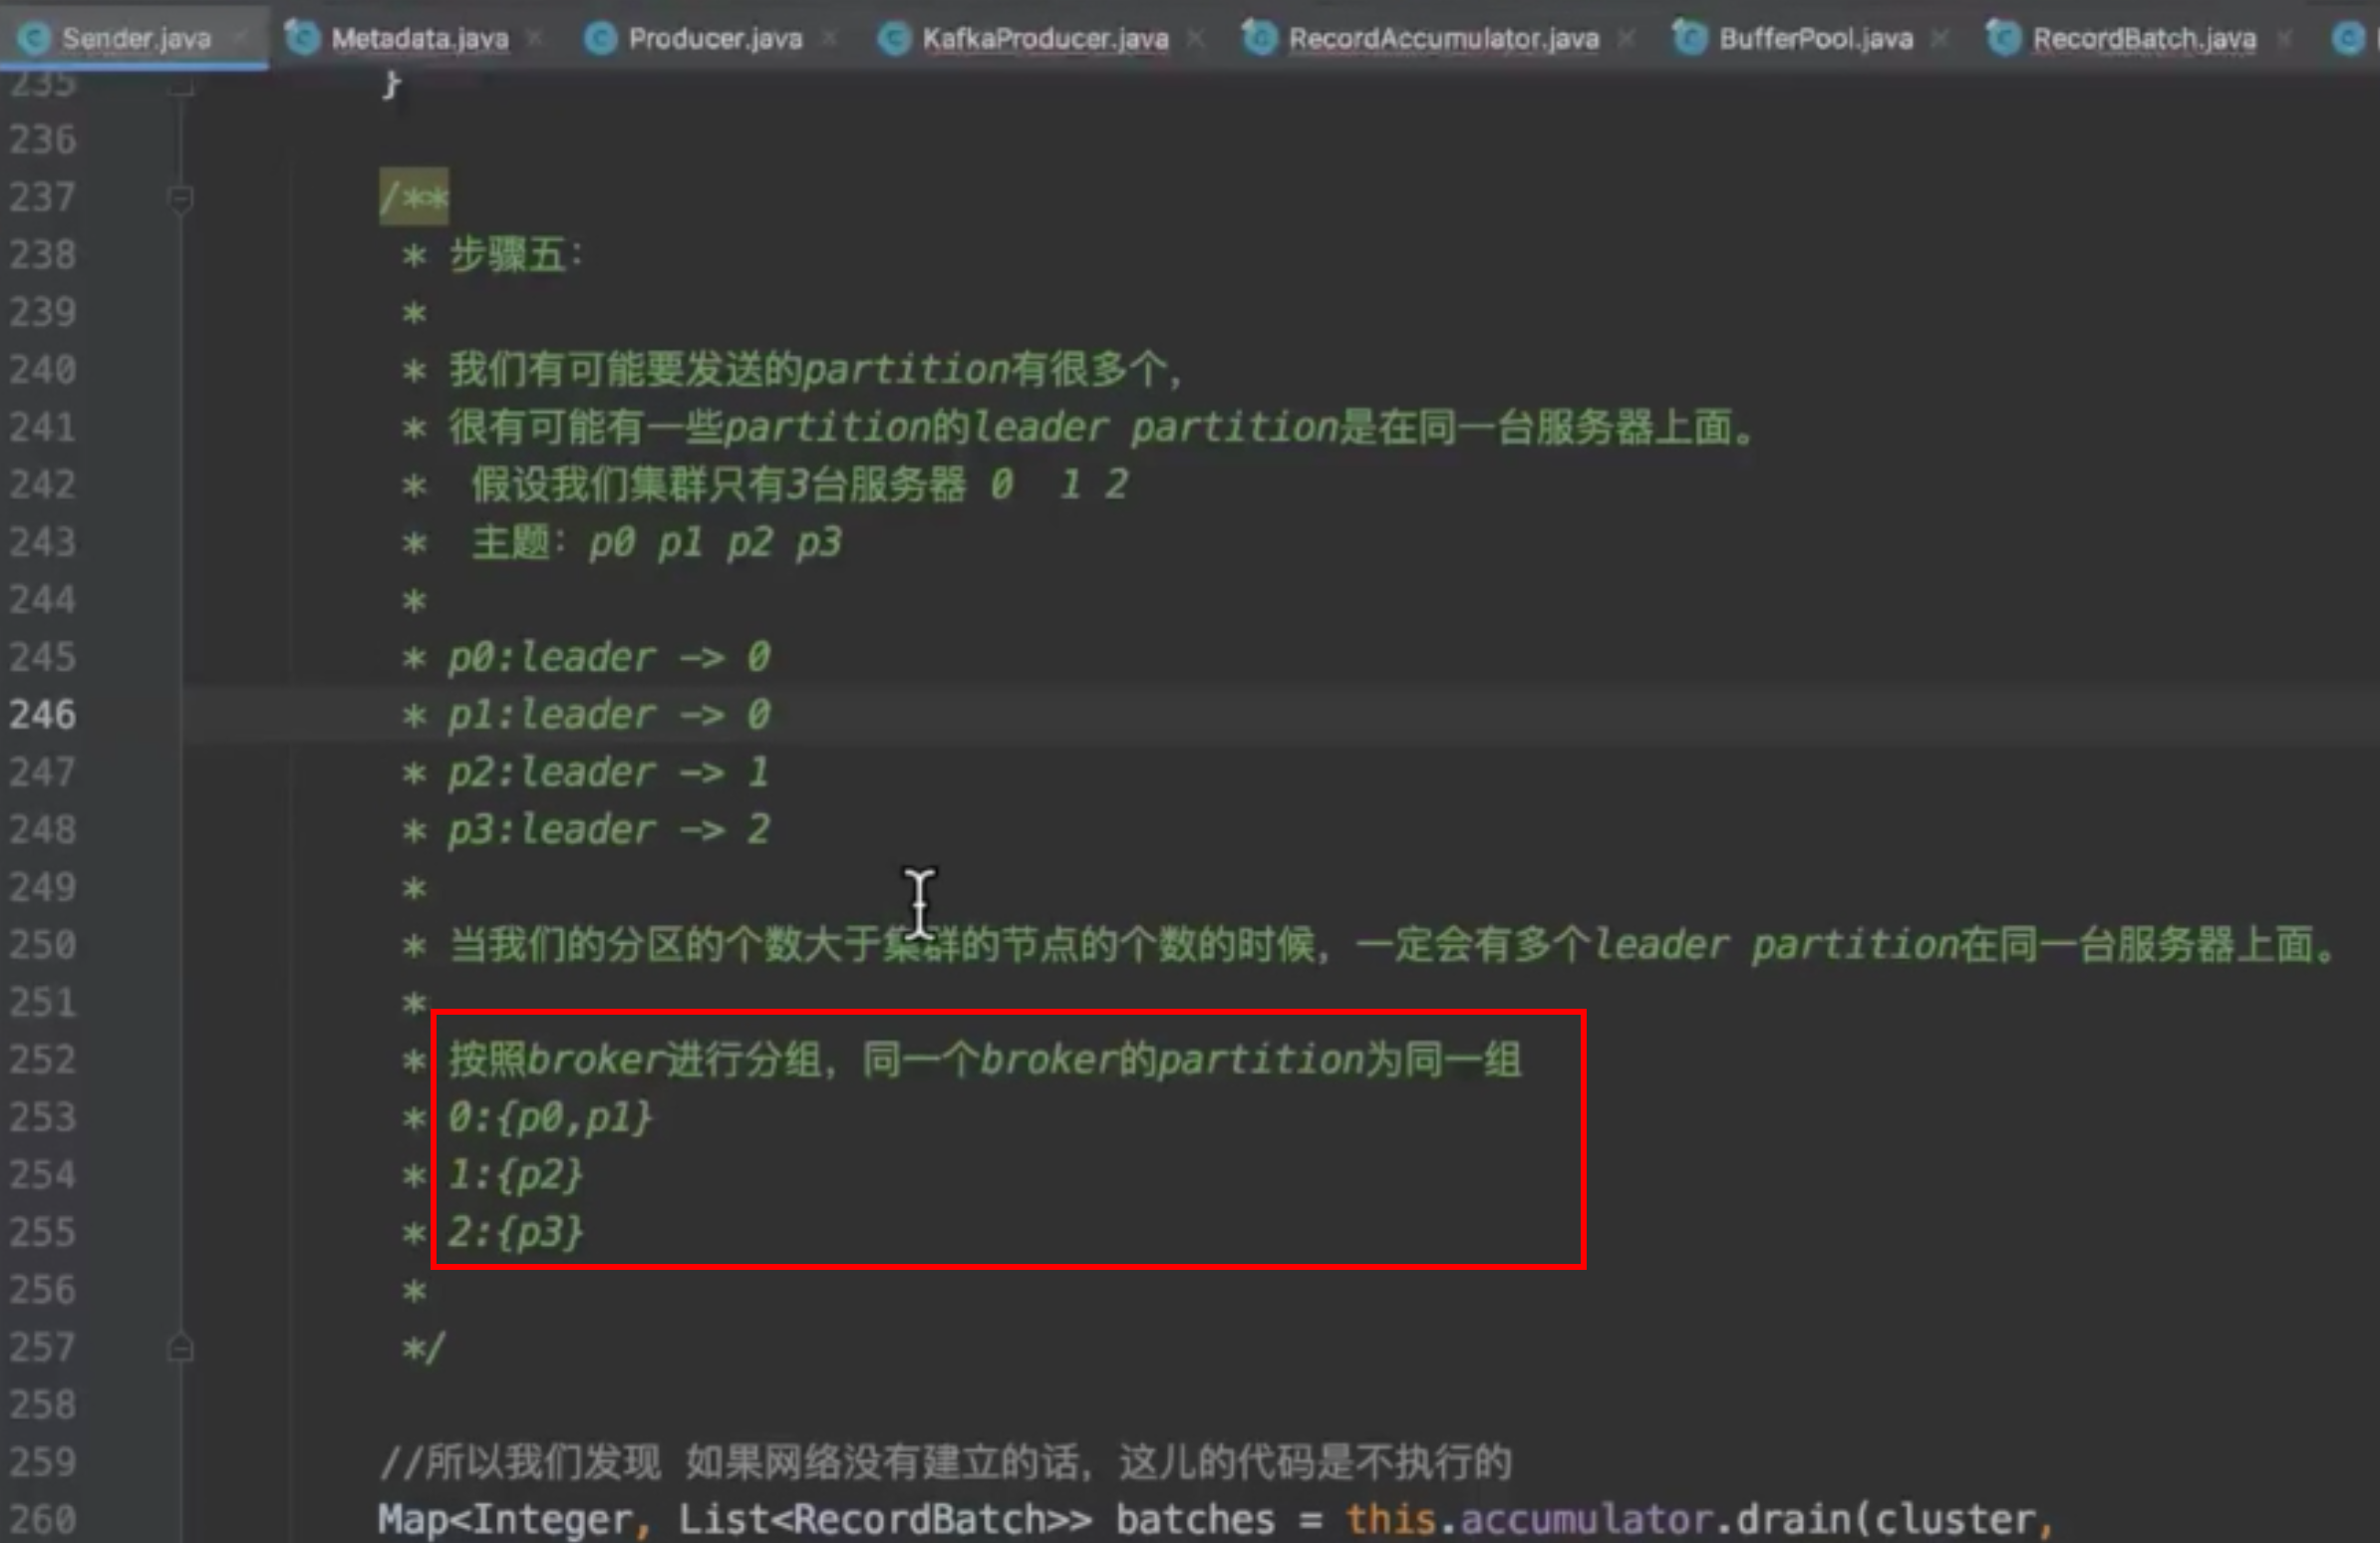 Sender.java Metadata.java Producer.java KafkaProducer.java RecordAccumulator.java BufferPool.java RecordBatch.java
235 }
236
237 /**
238 * 步骤五：
239 *
240 * 我们有可能要发送的partition有很多个，
241 * 很有可能有一些partition的leader partition是在同一台服务器上面。
242 * 假设我们集群只有3台服务器 0 1 2
243 * 主题：p0 p1 p2 p3
244 *
245 * p0:leader -> 0
246 * p1:leader -> 0
247 * p2:leader -> 1
248 * p3:leader -> 2
249 *
250 * 当我们的分区的个数大于集群的节点的个数的时候，一定会有多个leader partition在同一台服务器上面。
251 *
252 * 按照broker进行分组，同一个broker的partition为同一组
253 * 0:{p0,p1}
254 * 1:{p2}
255 * 2:{p3}
256 *
257 */
258
259 //所以我们发现 如果网络没有建立的话，这儿的代码是不执行的
260 Map<Integer, List<RecordBatch>> batches = this.accumulator.drain(cluster,